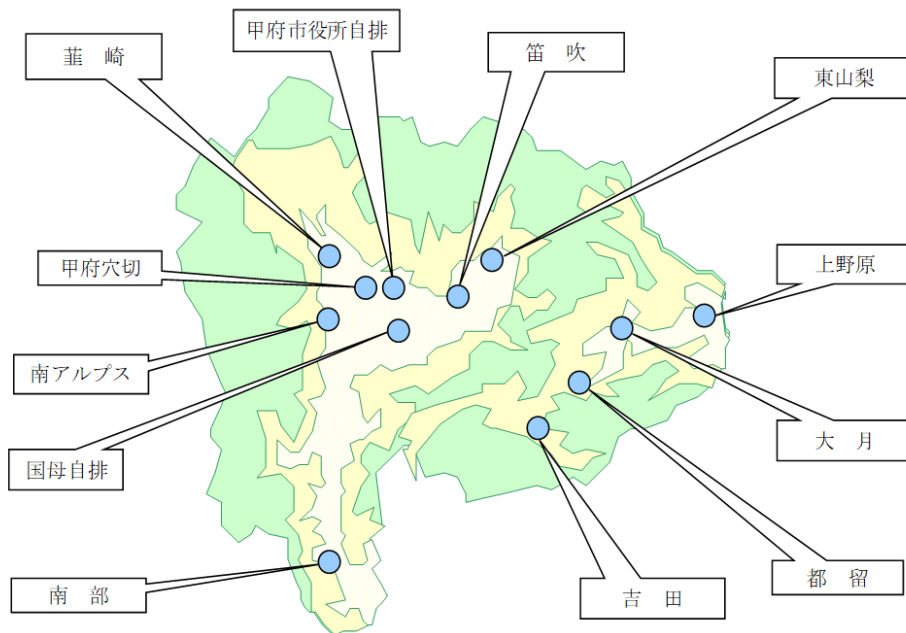 韮　崎
甲府市役所自排
笛　吹
東山梨
甲府穴切
上野原
南アルプス
大　月
国母自排
南　部
吉　田
都　留